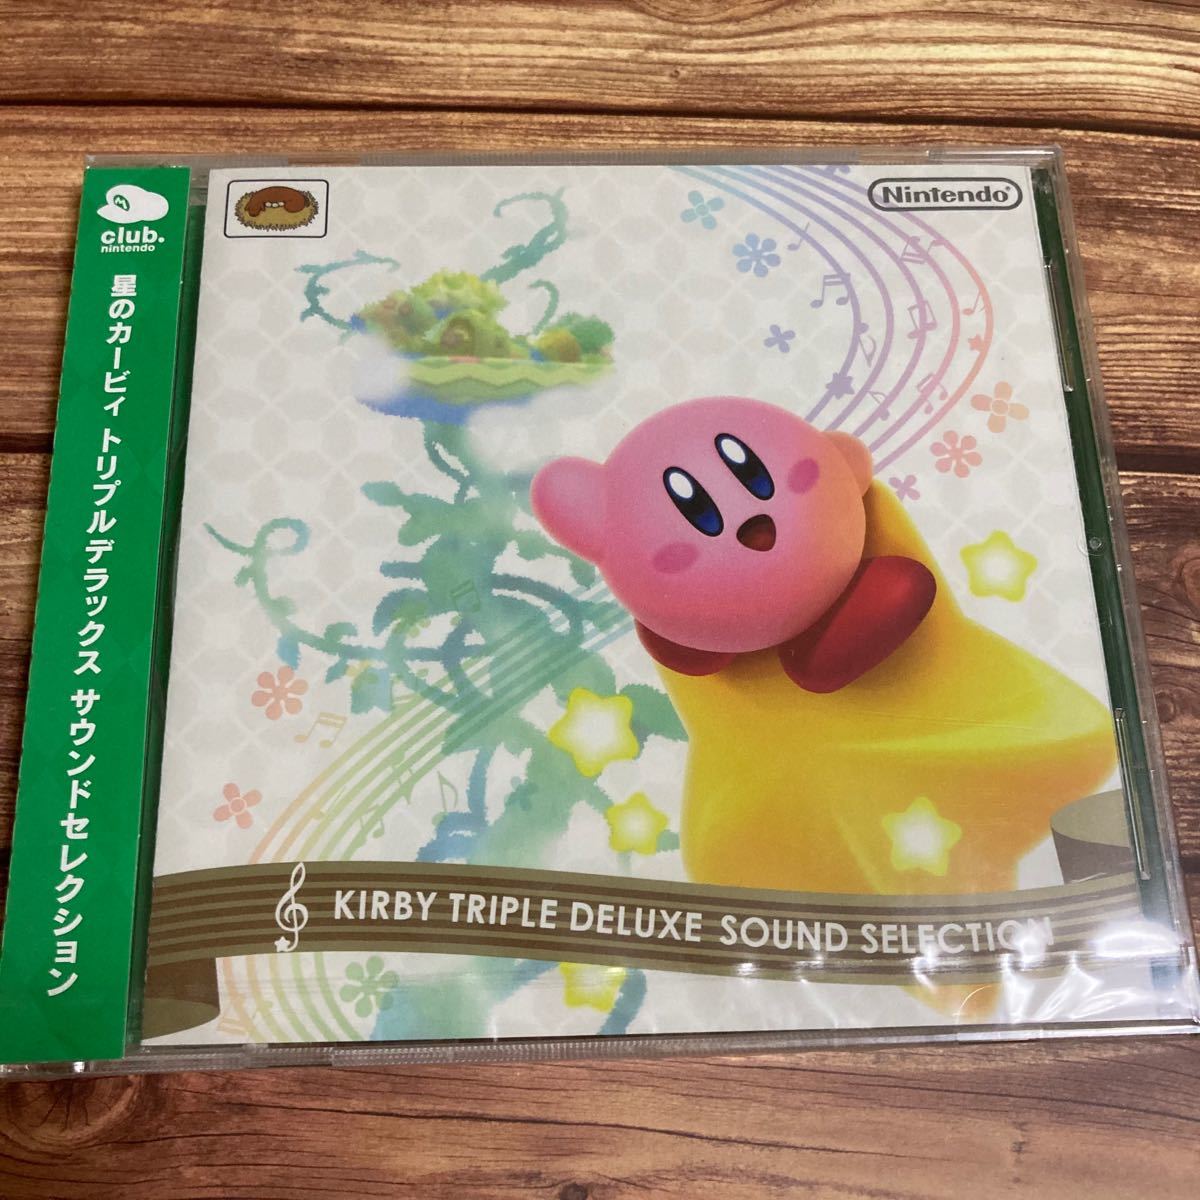 club.
nintendo
星のカービィ トリプルデラックス サウンドセレクション
Nintendo
KIRBY TRIPLE DELUXE SOUND SELECTION